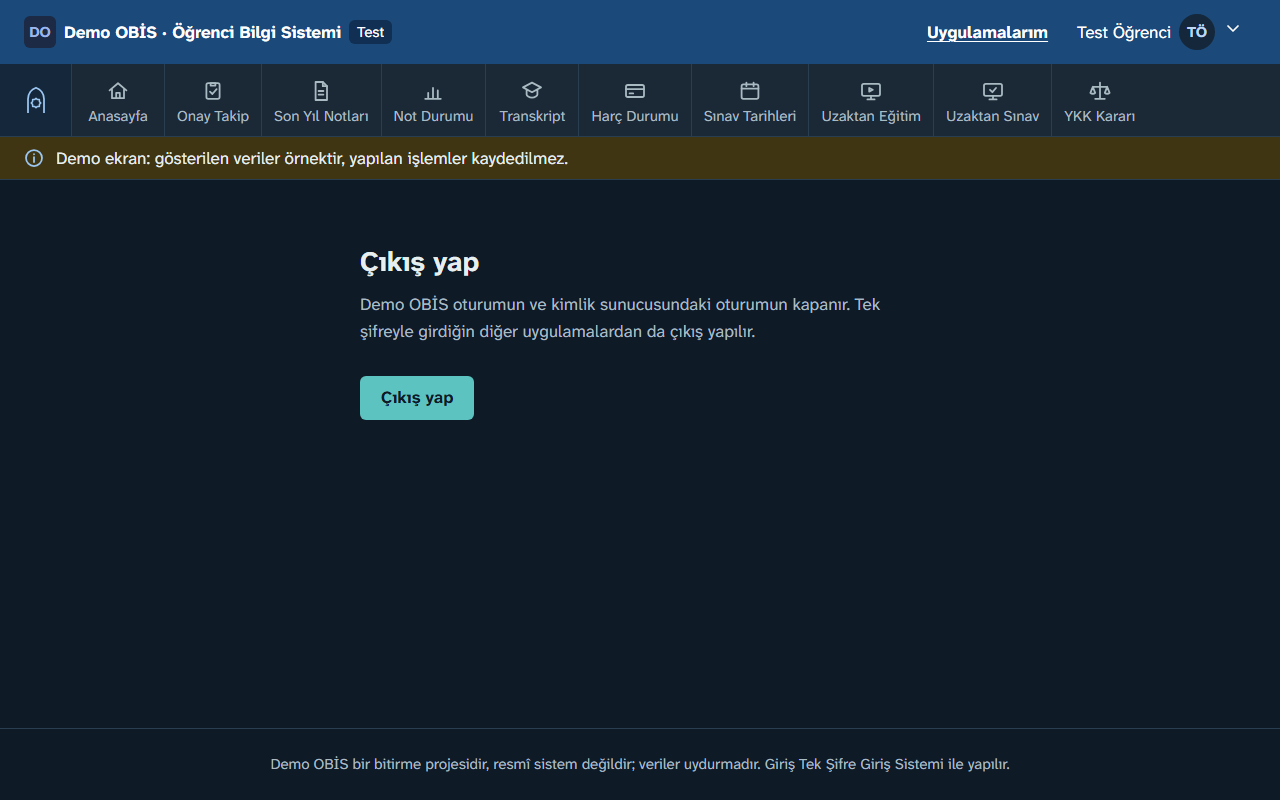 DO Demo OBİS · Öğrenci Bilgi Sistemi Test Uygulamalarım Test Öğrenci TÖ
Anasayfa Onay Takip Son Yıl Notları Not Durumu Transkript Harç Durumu Sınav Tarihleri Uzaktan Eğitim Uzaktan Sınav YKK Kararı
Demo ekran: gösterilen veriler örnektir, yapılan işlemler kaydedilmez.
Çıkış yap
Demo OBİS oturumun ve kimlik sunucusundaki oturumun kapanır. Tek
şifreyle girdiğin diğer uygulamalardan da çıkış yapılır.
Çıkış yap
Demo OBİS bir bitirme projesidir, resmî sistem değildir; veriler uydurmadır. Giriş Tek Şifre Giriş Sistemi ile yapılır.